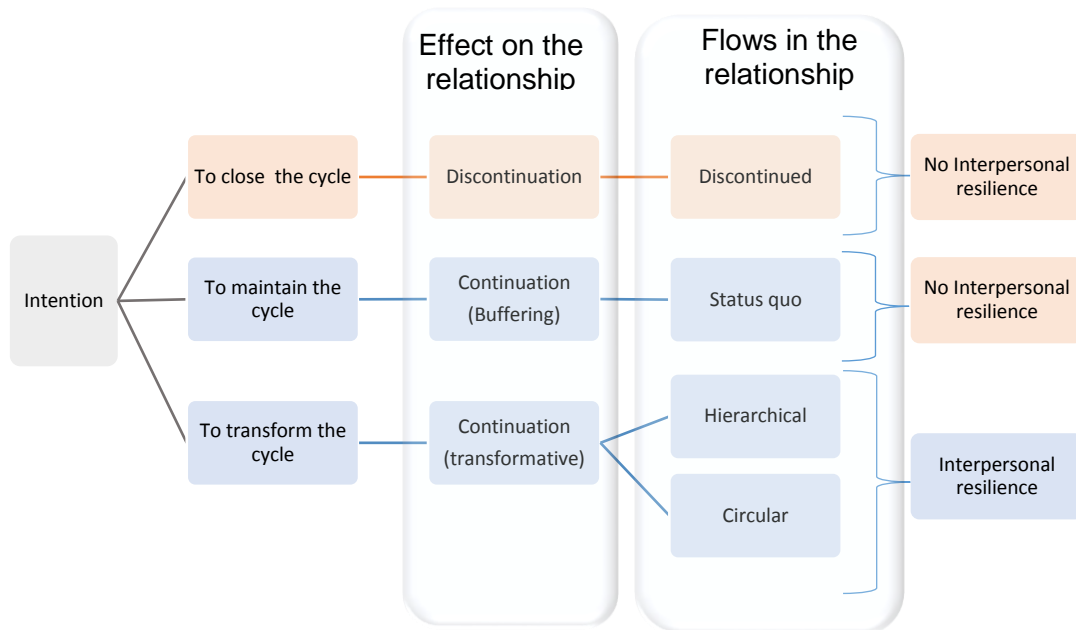 Effect on the
relationship
Flows in the
relationship
To close the cycle
Discontinuation
Discontinued
No Interpersonal
resilience
Intention
To maintain the
cycle
Continuation
(Buffering)
Status quo
No Interpersonal
resilience
To transform the
cycle
Continuation
(transformative)
Hierarchical
Circular
Interpersonal
resilience